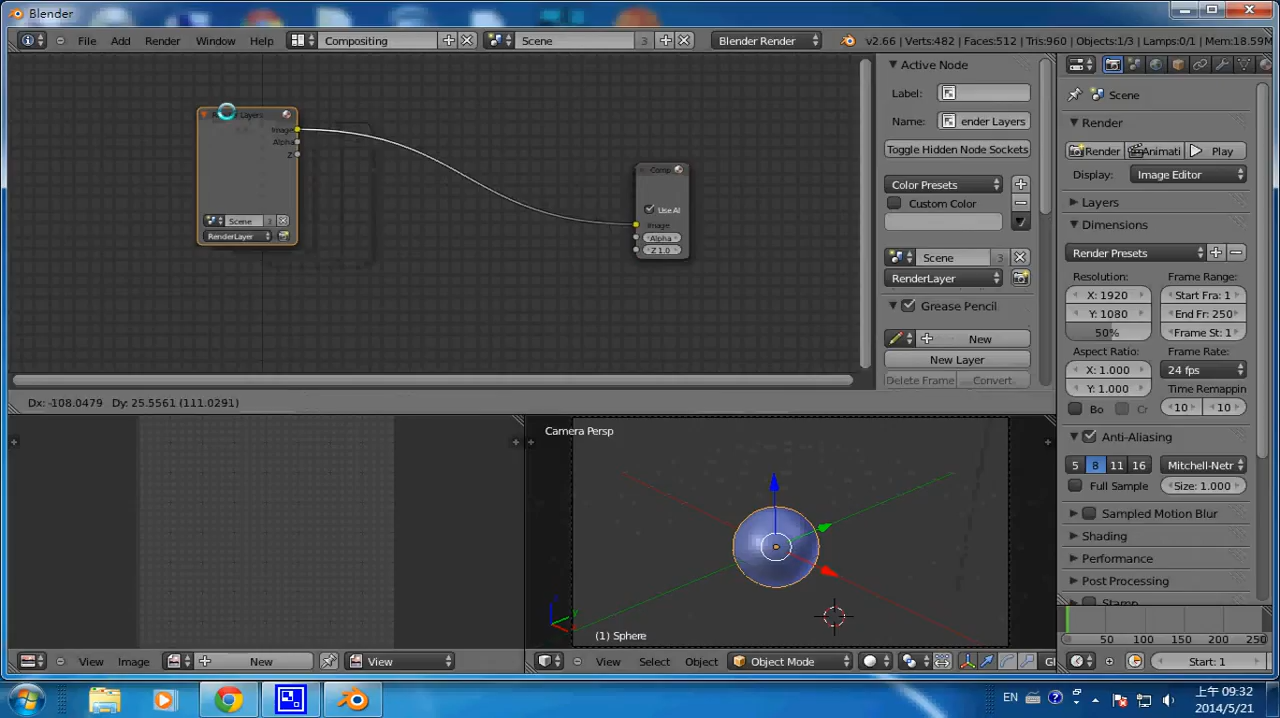 Blender
File Add Render Window Help Compositing Scene 3 Blender Render v2.66 | Verts:482 | Faces:512 | Tris:960 | Objects:1/3 | Lamps:0/1 | Mem:18.59M
Layers
Image
Alpha
Z
Scene
RenderLayer
Comp
Use Al
Image
Alpha
Z 1.0
Active Node
Label:
Name: ender Layers
Toggle Hidden Node Sockets
Color Presets
Custom Color
Scene 3
RenderLayer
Grease Pencil
New
New Layer
Delete Frame Convert
Scene
Render
Render Animati Play
Display: Image Editor
Layers
Dimensions
Render Presets
Resolution: Frame Range:
X: 1920 Start Fra: 1
Y: 1080 End Fr: 250
50% Frame St: 1
Aspect Ratio: Frame Rate:
X: 1.000 24 fps
Y: 1.000 Time Remappin
Bo Cr 10 10
Anti-Aliasing
5 8 11 16 Mitchell-Netr
Full Sample Size: 1.000
Sampled Motion Blur
Shading
Performance
Post Processing
Stamp
Dx: -108.0479 Dy: 25.5561 (111.0291)
Camera Persp
(1) Sphere
View Image New View
View Select Object Object Mode Gl
0 50 100 150 200 250
Start: 1
EN
上午 09:32
2014/5/21